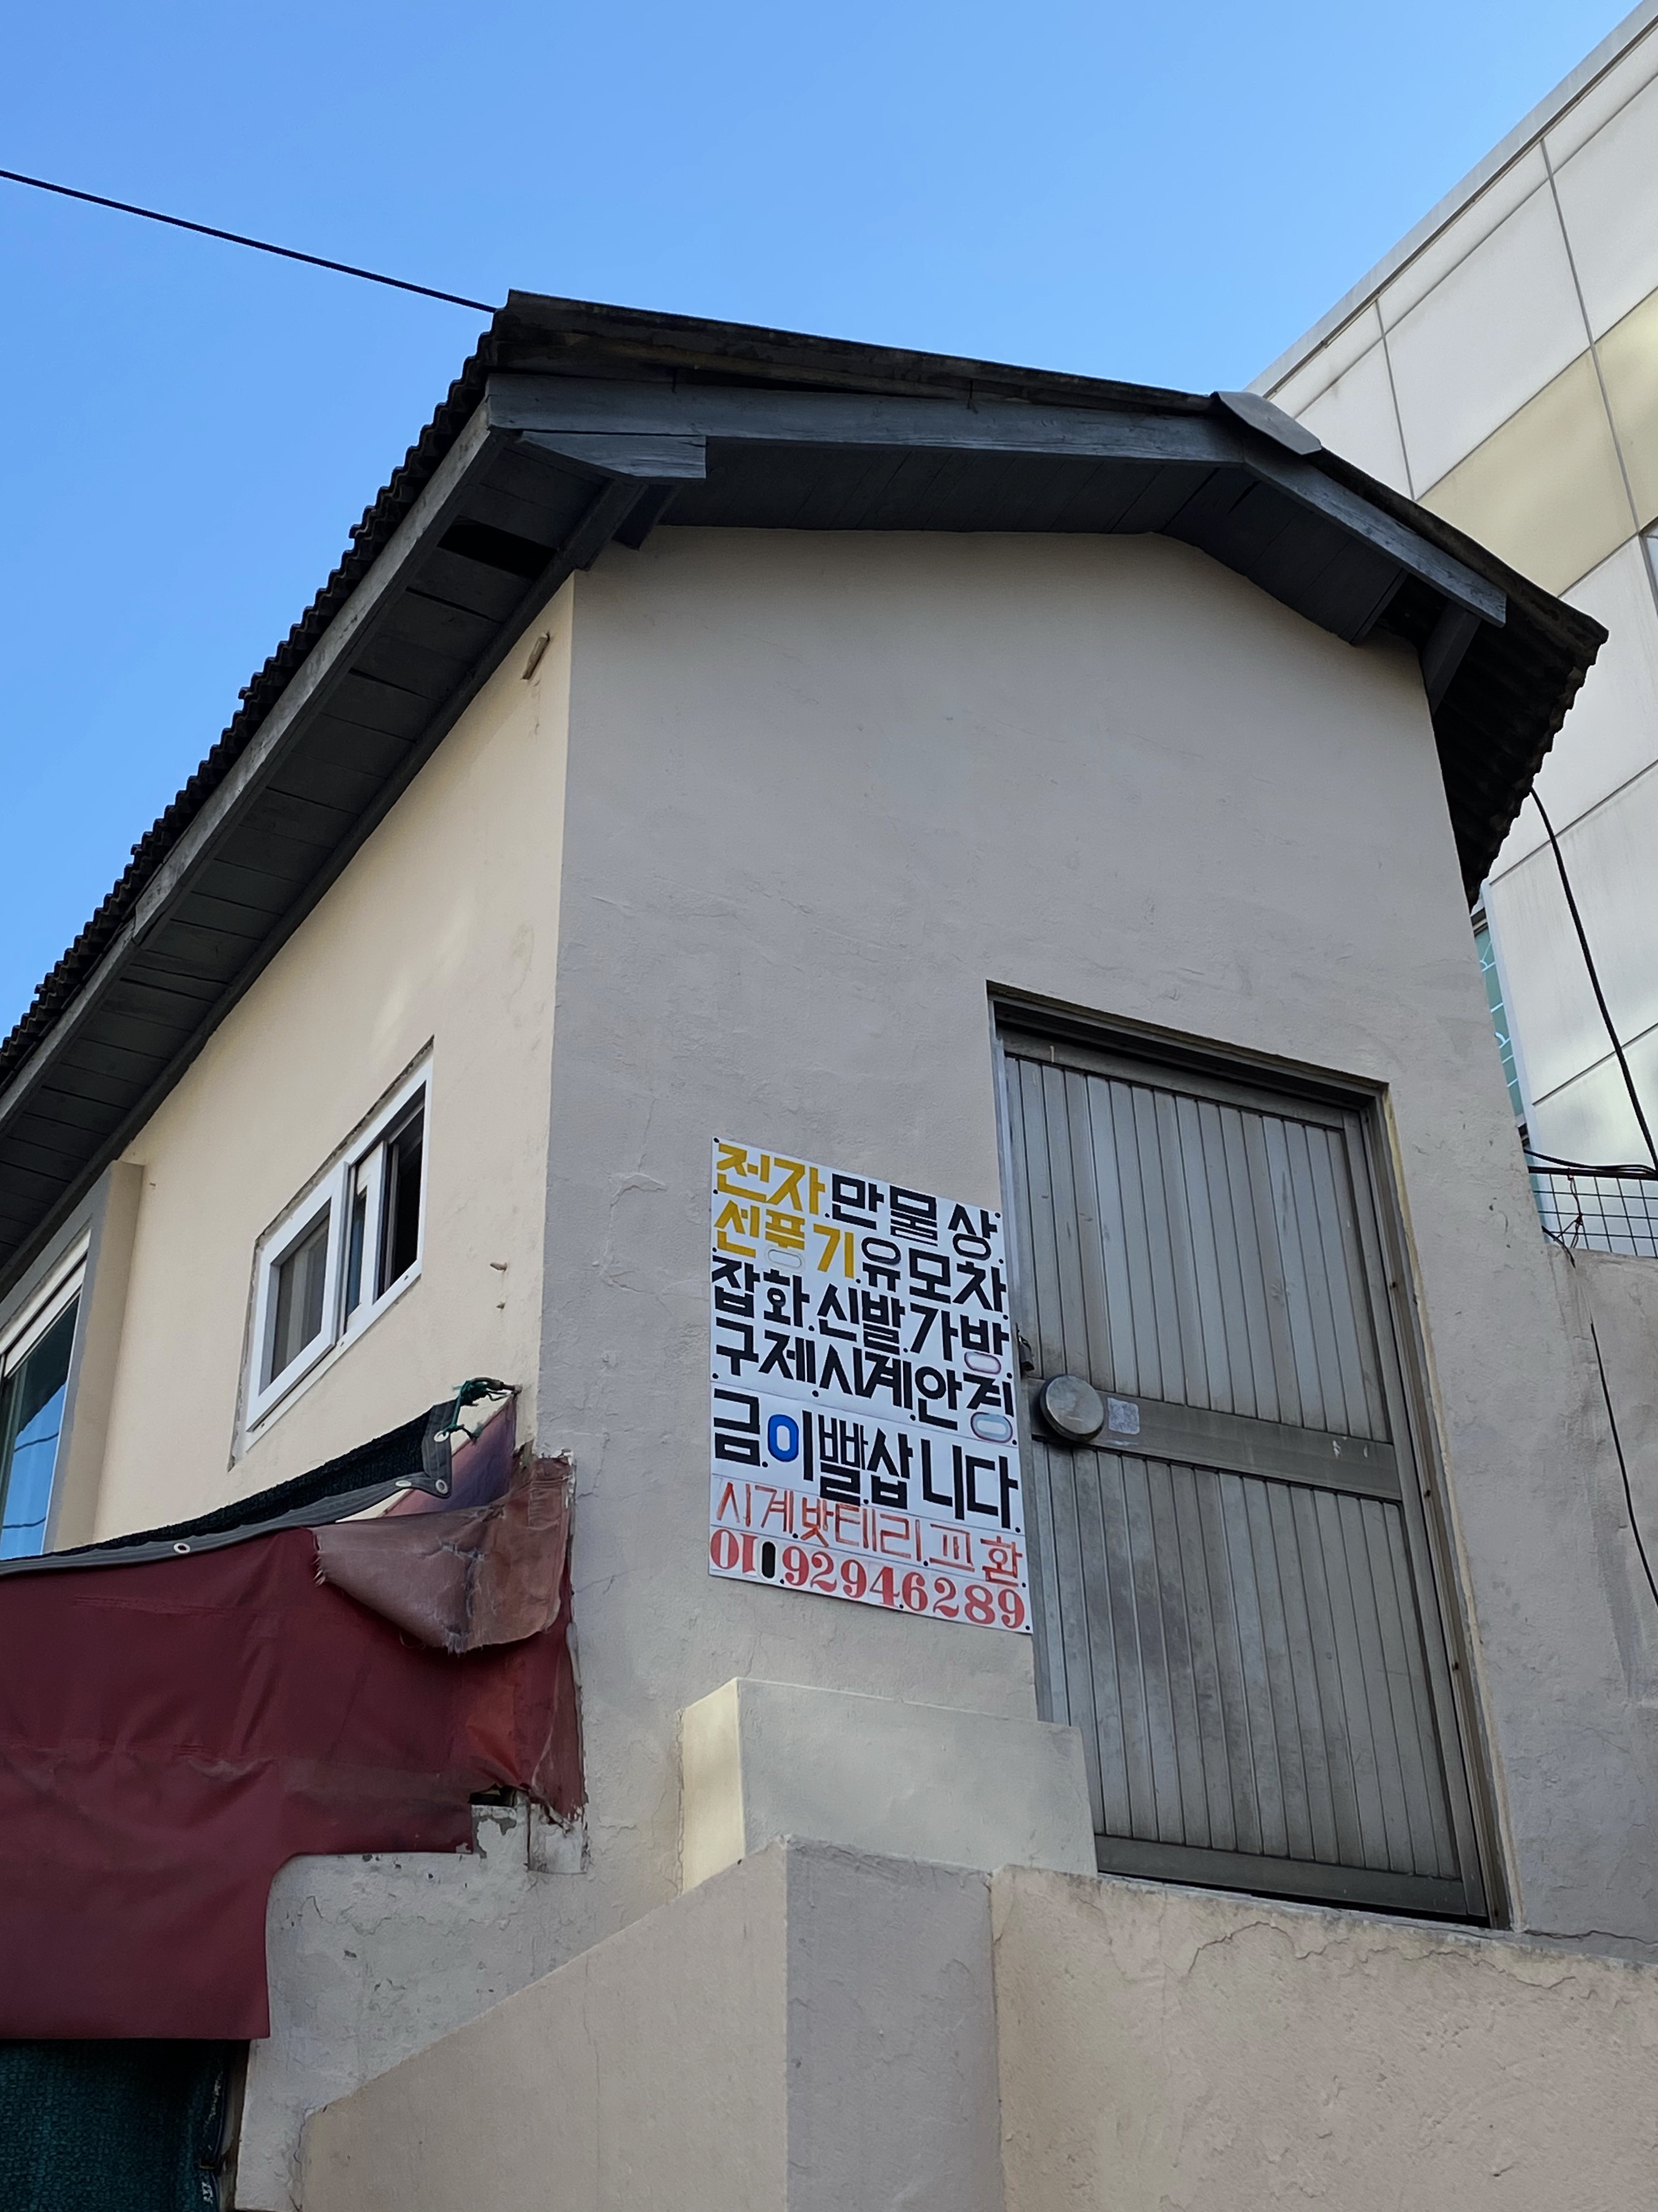 전자.만물상.
선풍기.유모차.
잡화.신발.가방.
구제.시계.안경.
금.이빨.삽니다.
시계.밧테리.교환.
010.92946289